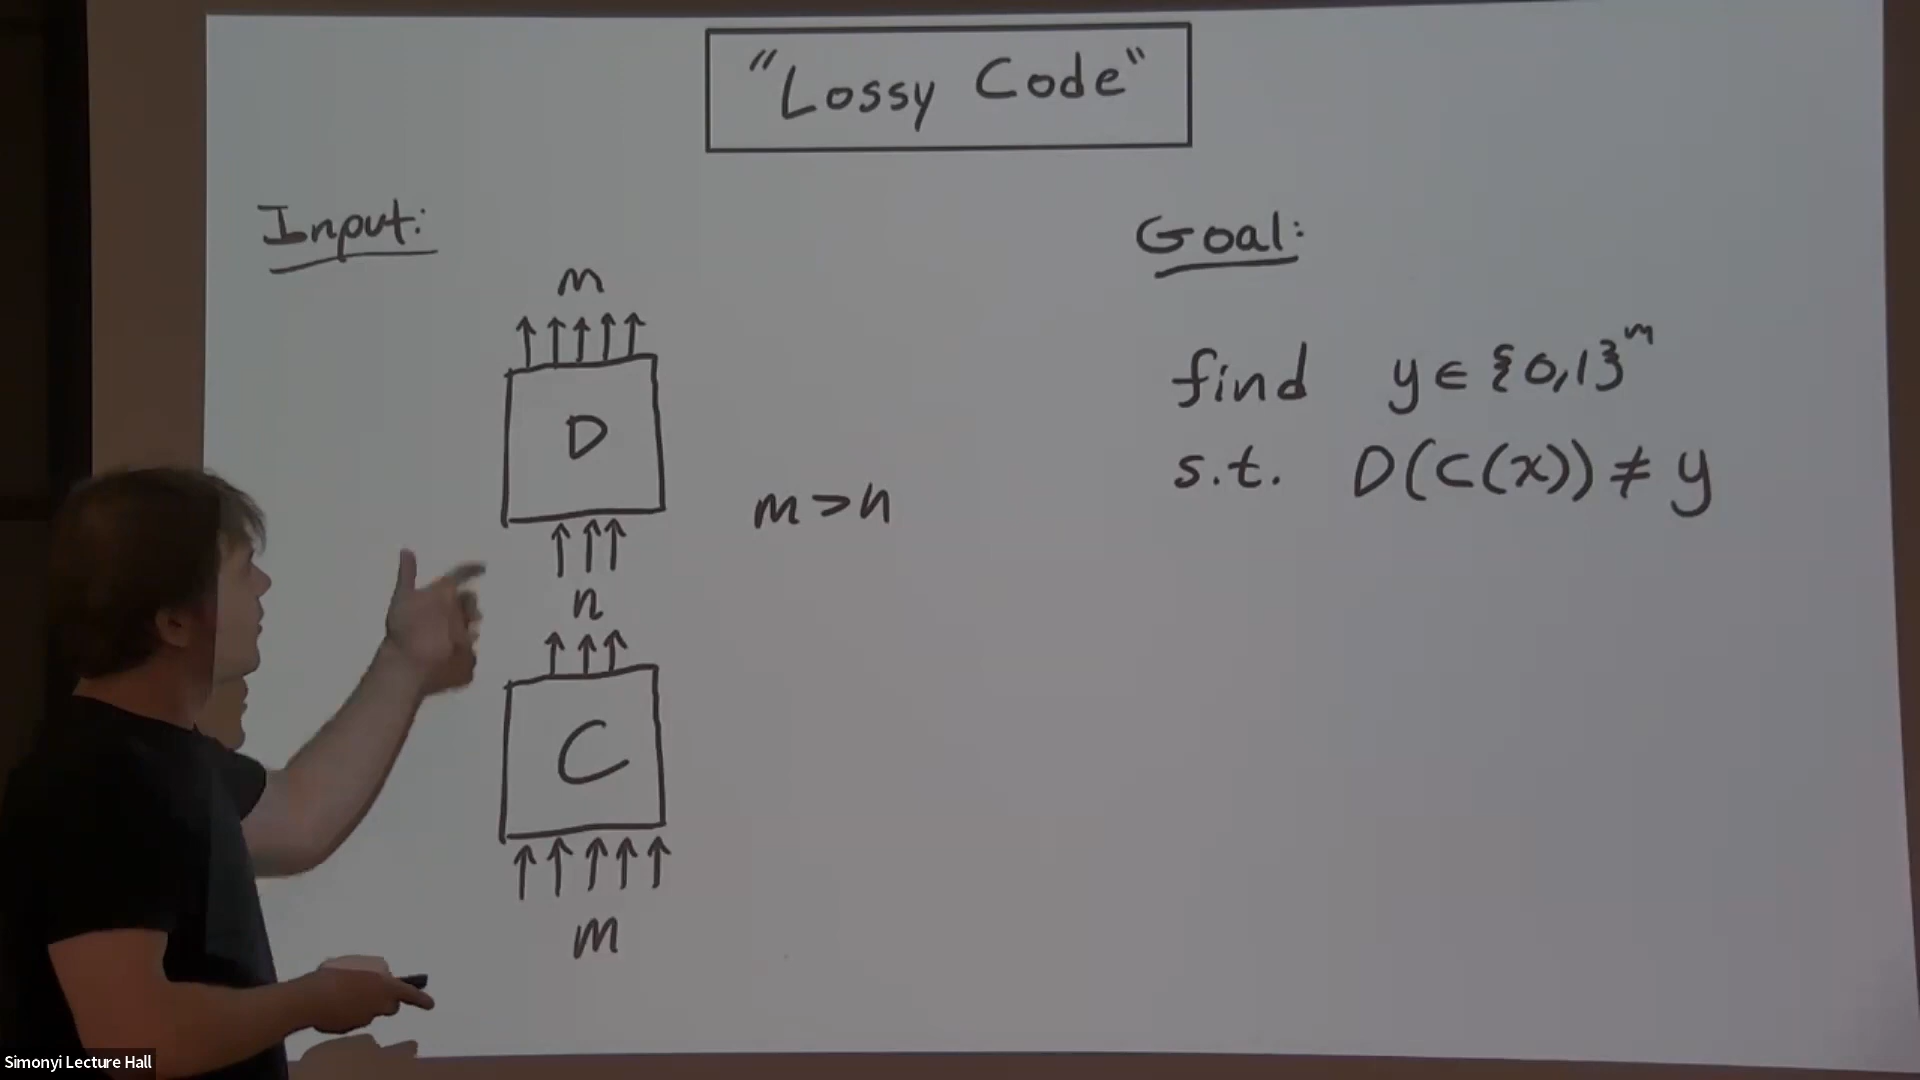 "Lossy Code"
Input:
Goal:
m
D
find y ∈ {0,1}^m
s.t. D(C(x)) ≠ y
m > n
n
C
m
Simonyi Lecture Hall